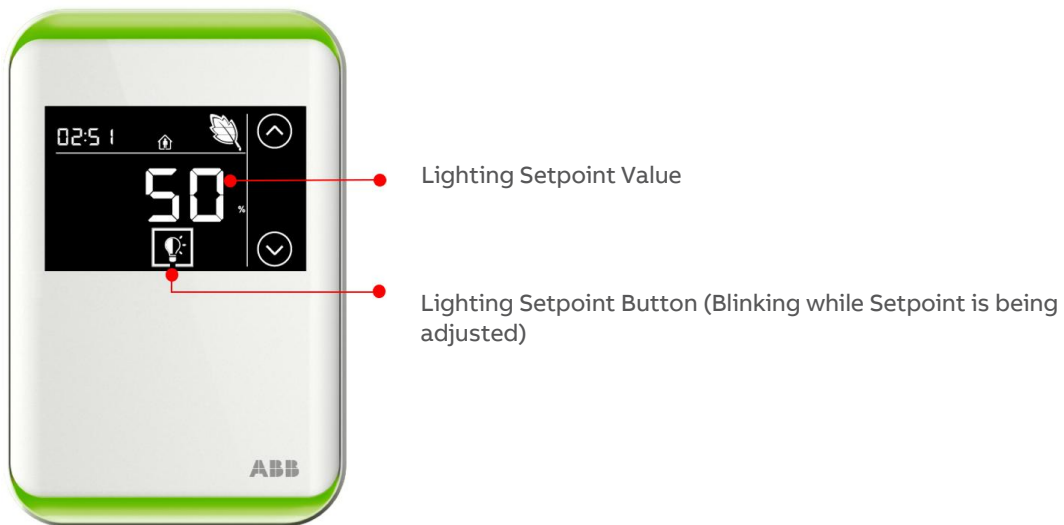 02:51
50
%
Lighting Setpoint Value
Lighting Setpoint Button (Blinking while Setpoint is being
adjusted)
ABB